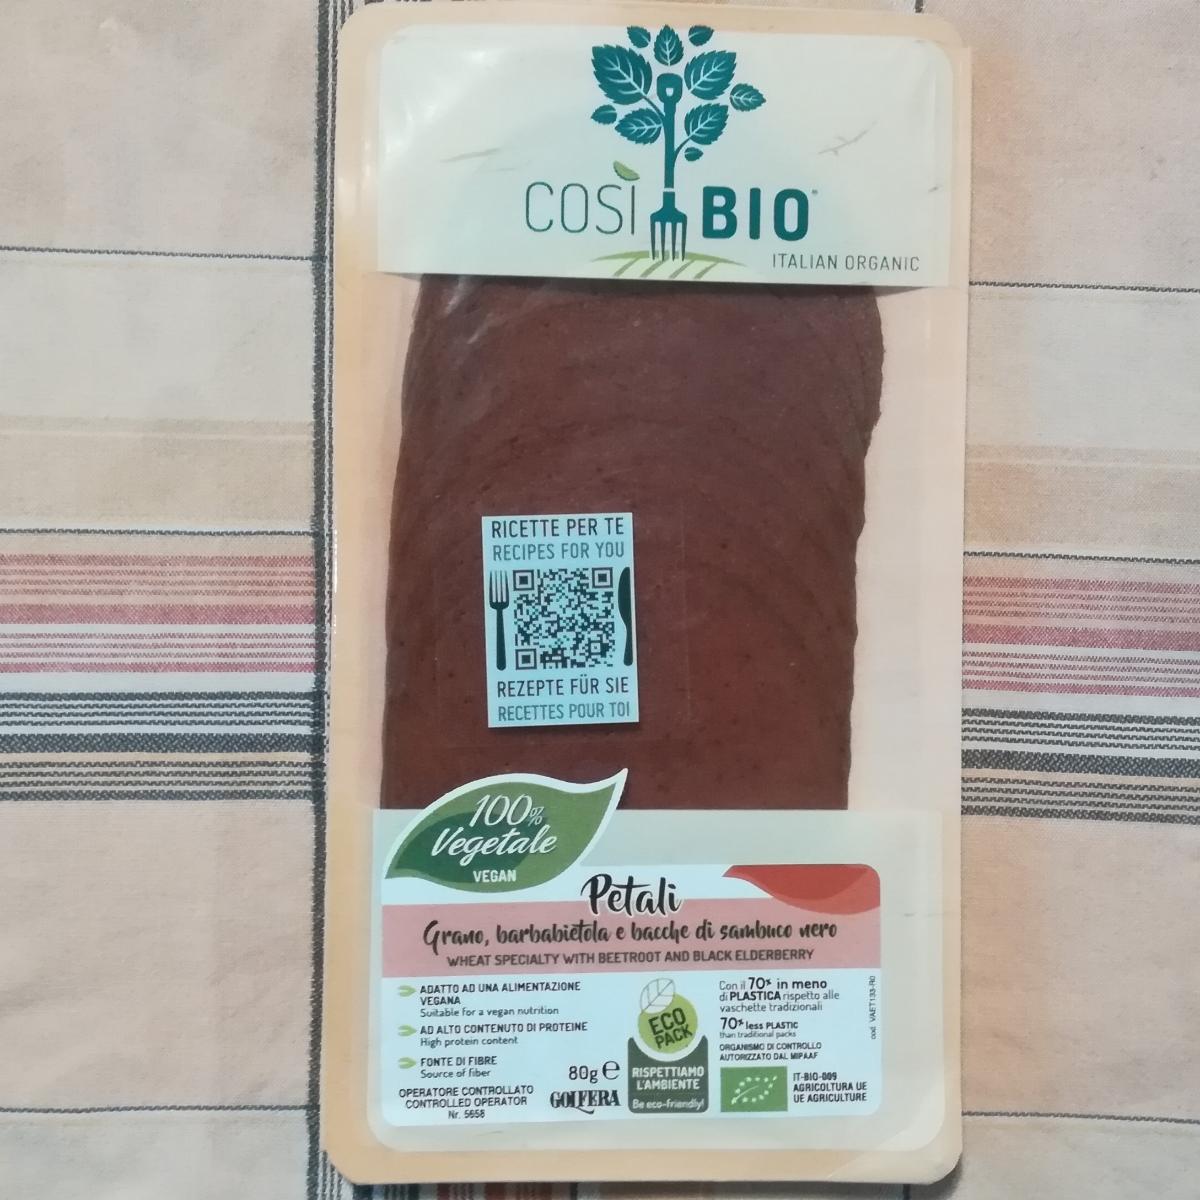 COSÌ BIO®
ITALIAN ORGANIC
RICETTE PER TE
RECIPES FOR YOU
REZEPTE FÜR SIE
RECETTES POUR TOI
100%
Vegetale
VEGAN
Petali
Grano, barbabietola e bacche di sambuco nero
WHEAT SPECIALTY WITH BEETROOT AND BLACK ELDERBERRY
ADATTO AD UNA ALIMENTAZIONE
VEGANA
Suitable for a vegan nutrition
AD ALTO CONTENUTO DI PROTEINE
High protein content
FONTE DI FIBRE
Source of fiber
OPERATORE CONTROLLATO
CONTROLLED OPERATOR
Nr. 5658
80g e
GOLFERA
ECO
PACK
RISPETTIAMO
L'AMBIENTE
Be eco-friendly!
Con il 70% in meno
di PLASTICA rispetto alle
vaschette tradizionali
70% less PLASTIC
than traditional packs
ORGANISMO DI CONTROLLO
AUTORIZZATO DAL MIPAAF
IT-BIO-009
AGRICOLTURA UE
UE AGRICULTURE
cod. VAET133-R0